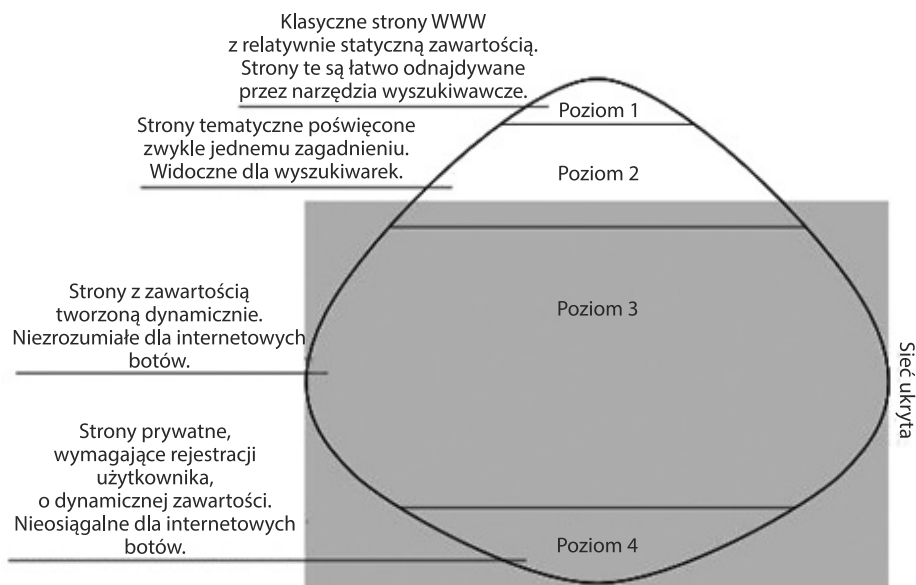 Klasyczne strony WWW
z relatywnie statyczną zawartością.
Strony te są łatwo odnajdywane
przez narzędzia wyszukiwawcze.
Poziom 1
Strony tematyczne poświęcone
zwykle jednemu zagadnieniu.
Widoczne dla wyszukiwarek.
Poziom 2
Strony z zawartością
tworzoną dynamicznie.
Niezrozumiałe dla internetowych
botów.
Poziom 3
Sieć ukryta
Strony prywatne,
wymagające rejestracji
użytkownika,
o dynamicznej zawartości.
Nieosiągalne dla internetowych
botów.
Poziom 4